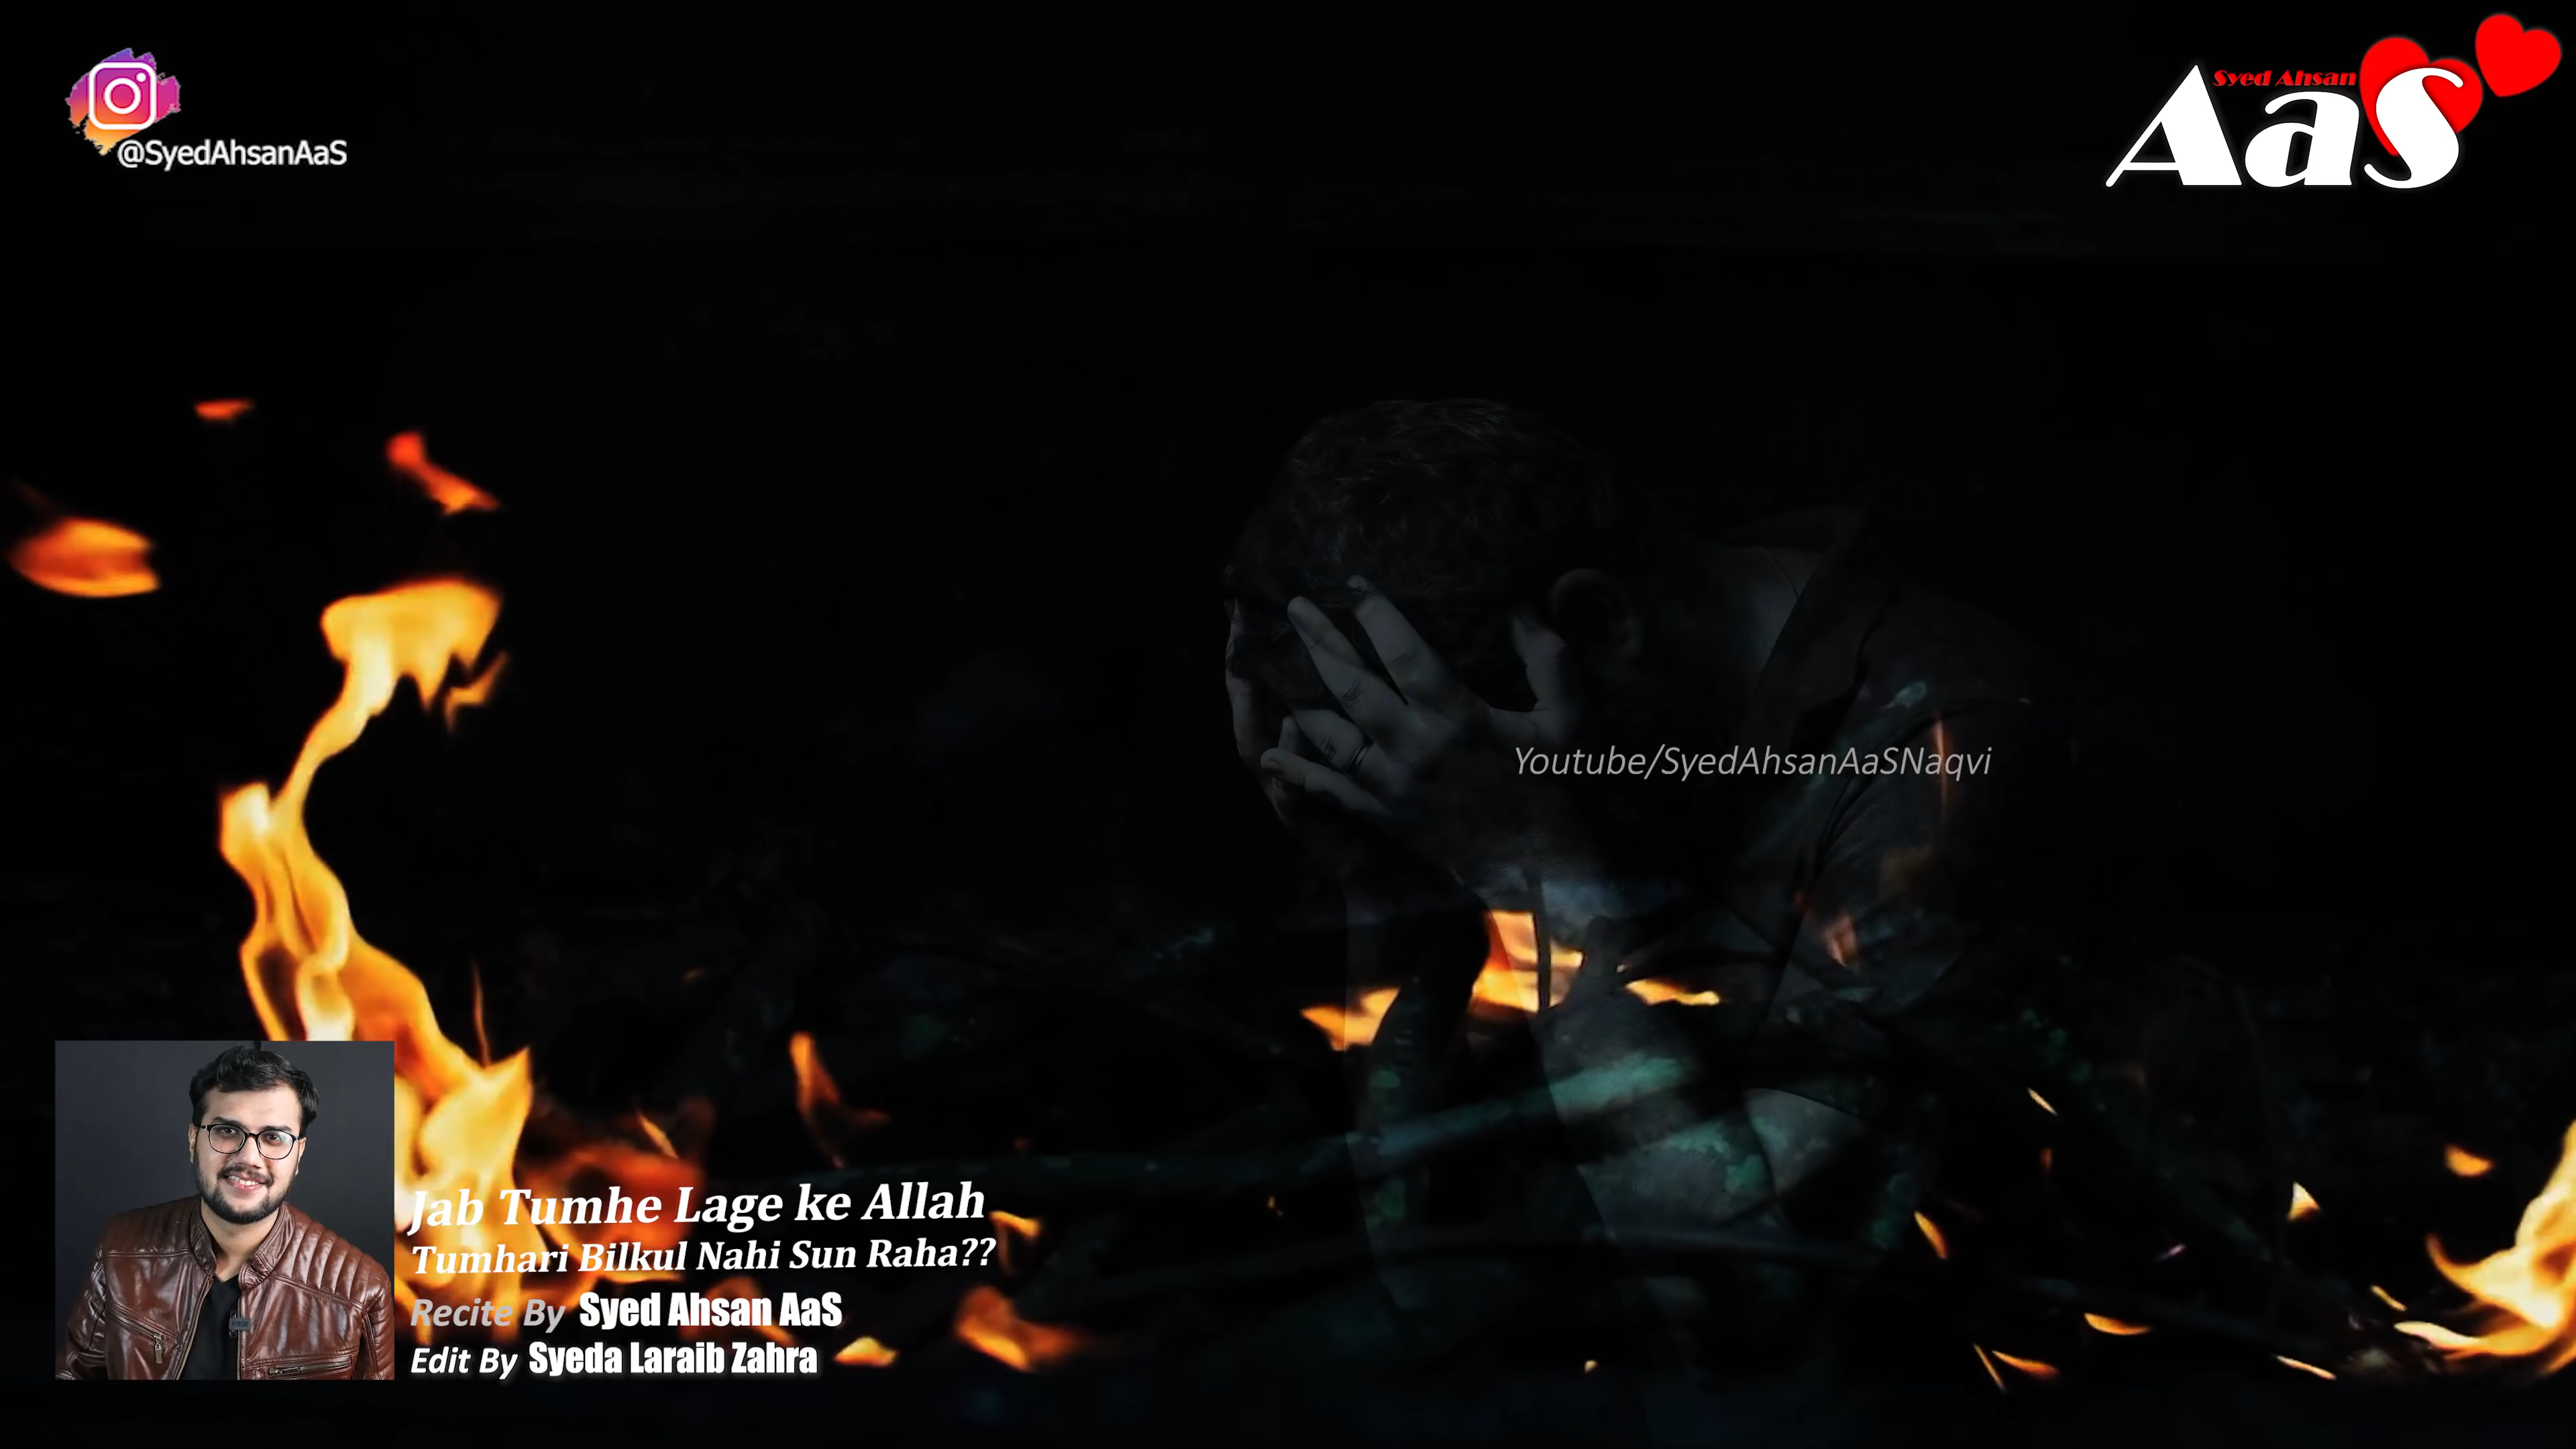 @SyedAhsanAaS
Syed Ahsan
AaS
Youtube/SyedAhsanAaSNaqvi
Jab Tumhe Lage ke Allah
Tumhari Bilkul Nahi Sun Raha??
Recite By Syed Ahsan AaS
Edit By Syeda Laraib Zahra